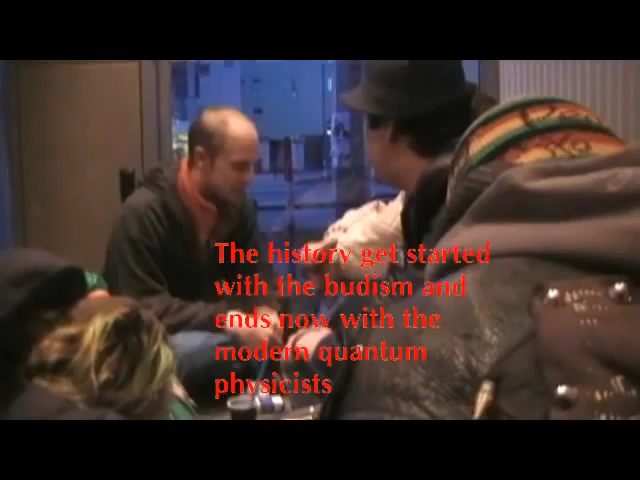 The history get started
with the budism and
ends now with the
modern quantum
physicists